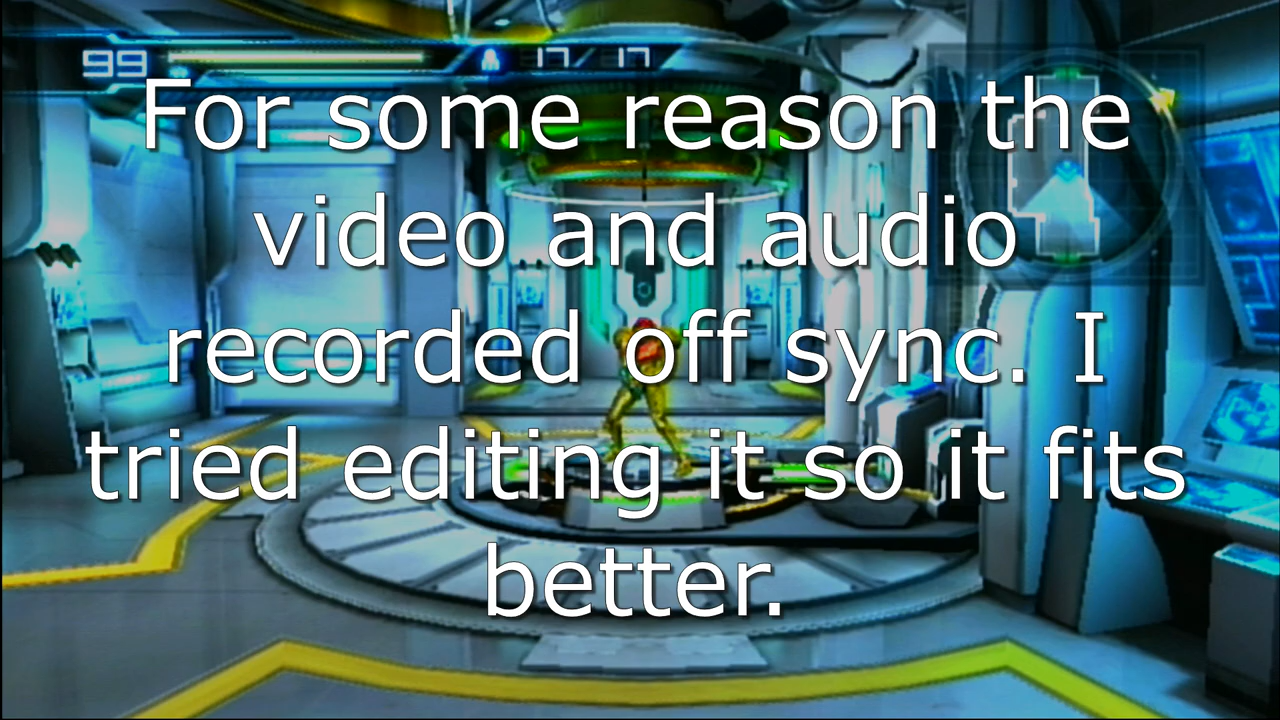 99 17/17
For some reason the
video and audio
recorded off sync. I
tried editing it so it fits
better.